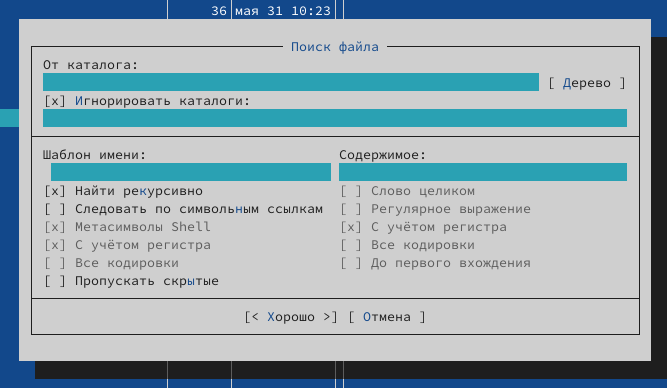 36 мая 31 10:23
Поиск файла
От каталога:
[ Дерево ]
[x] Игнорировать каталоги:
Шаблон имени: Содержимое:
[x] Найти рекурсивно [ ] Слово целиком
[ ] Следовать по символьным ссылкам [ ] Регулярное выражение
[x] Метасимволы Shell [x] С учётом регистра
[x] С учётом регистра [ ] Все кодировки
[ ] Все кодировки [ ] До первого вхождения
[ ] Пропускать скрытые
[< Хорошо >] [ Отмена ]